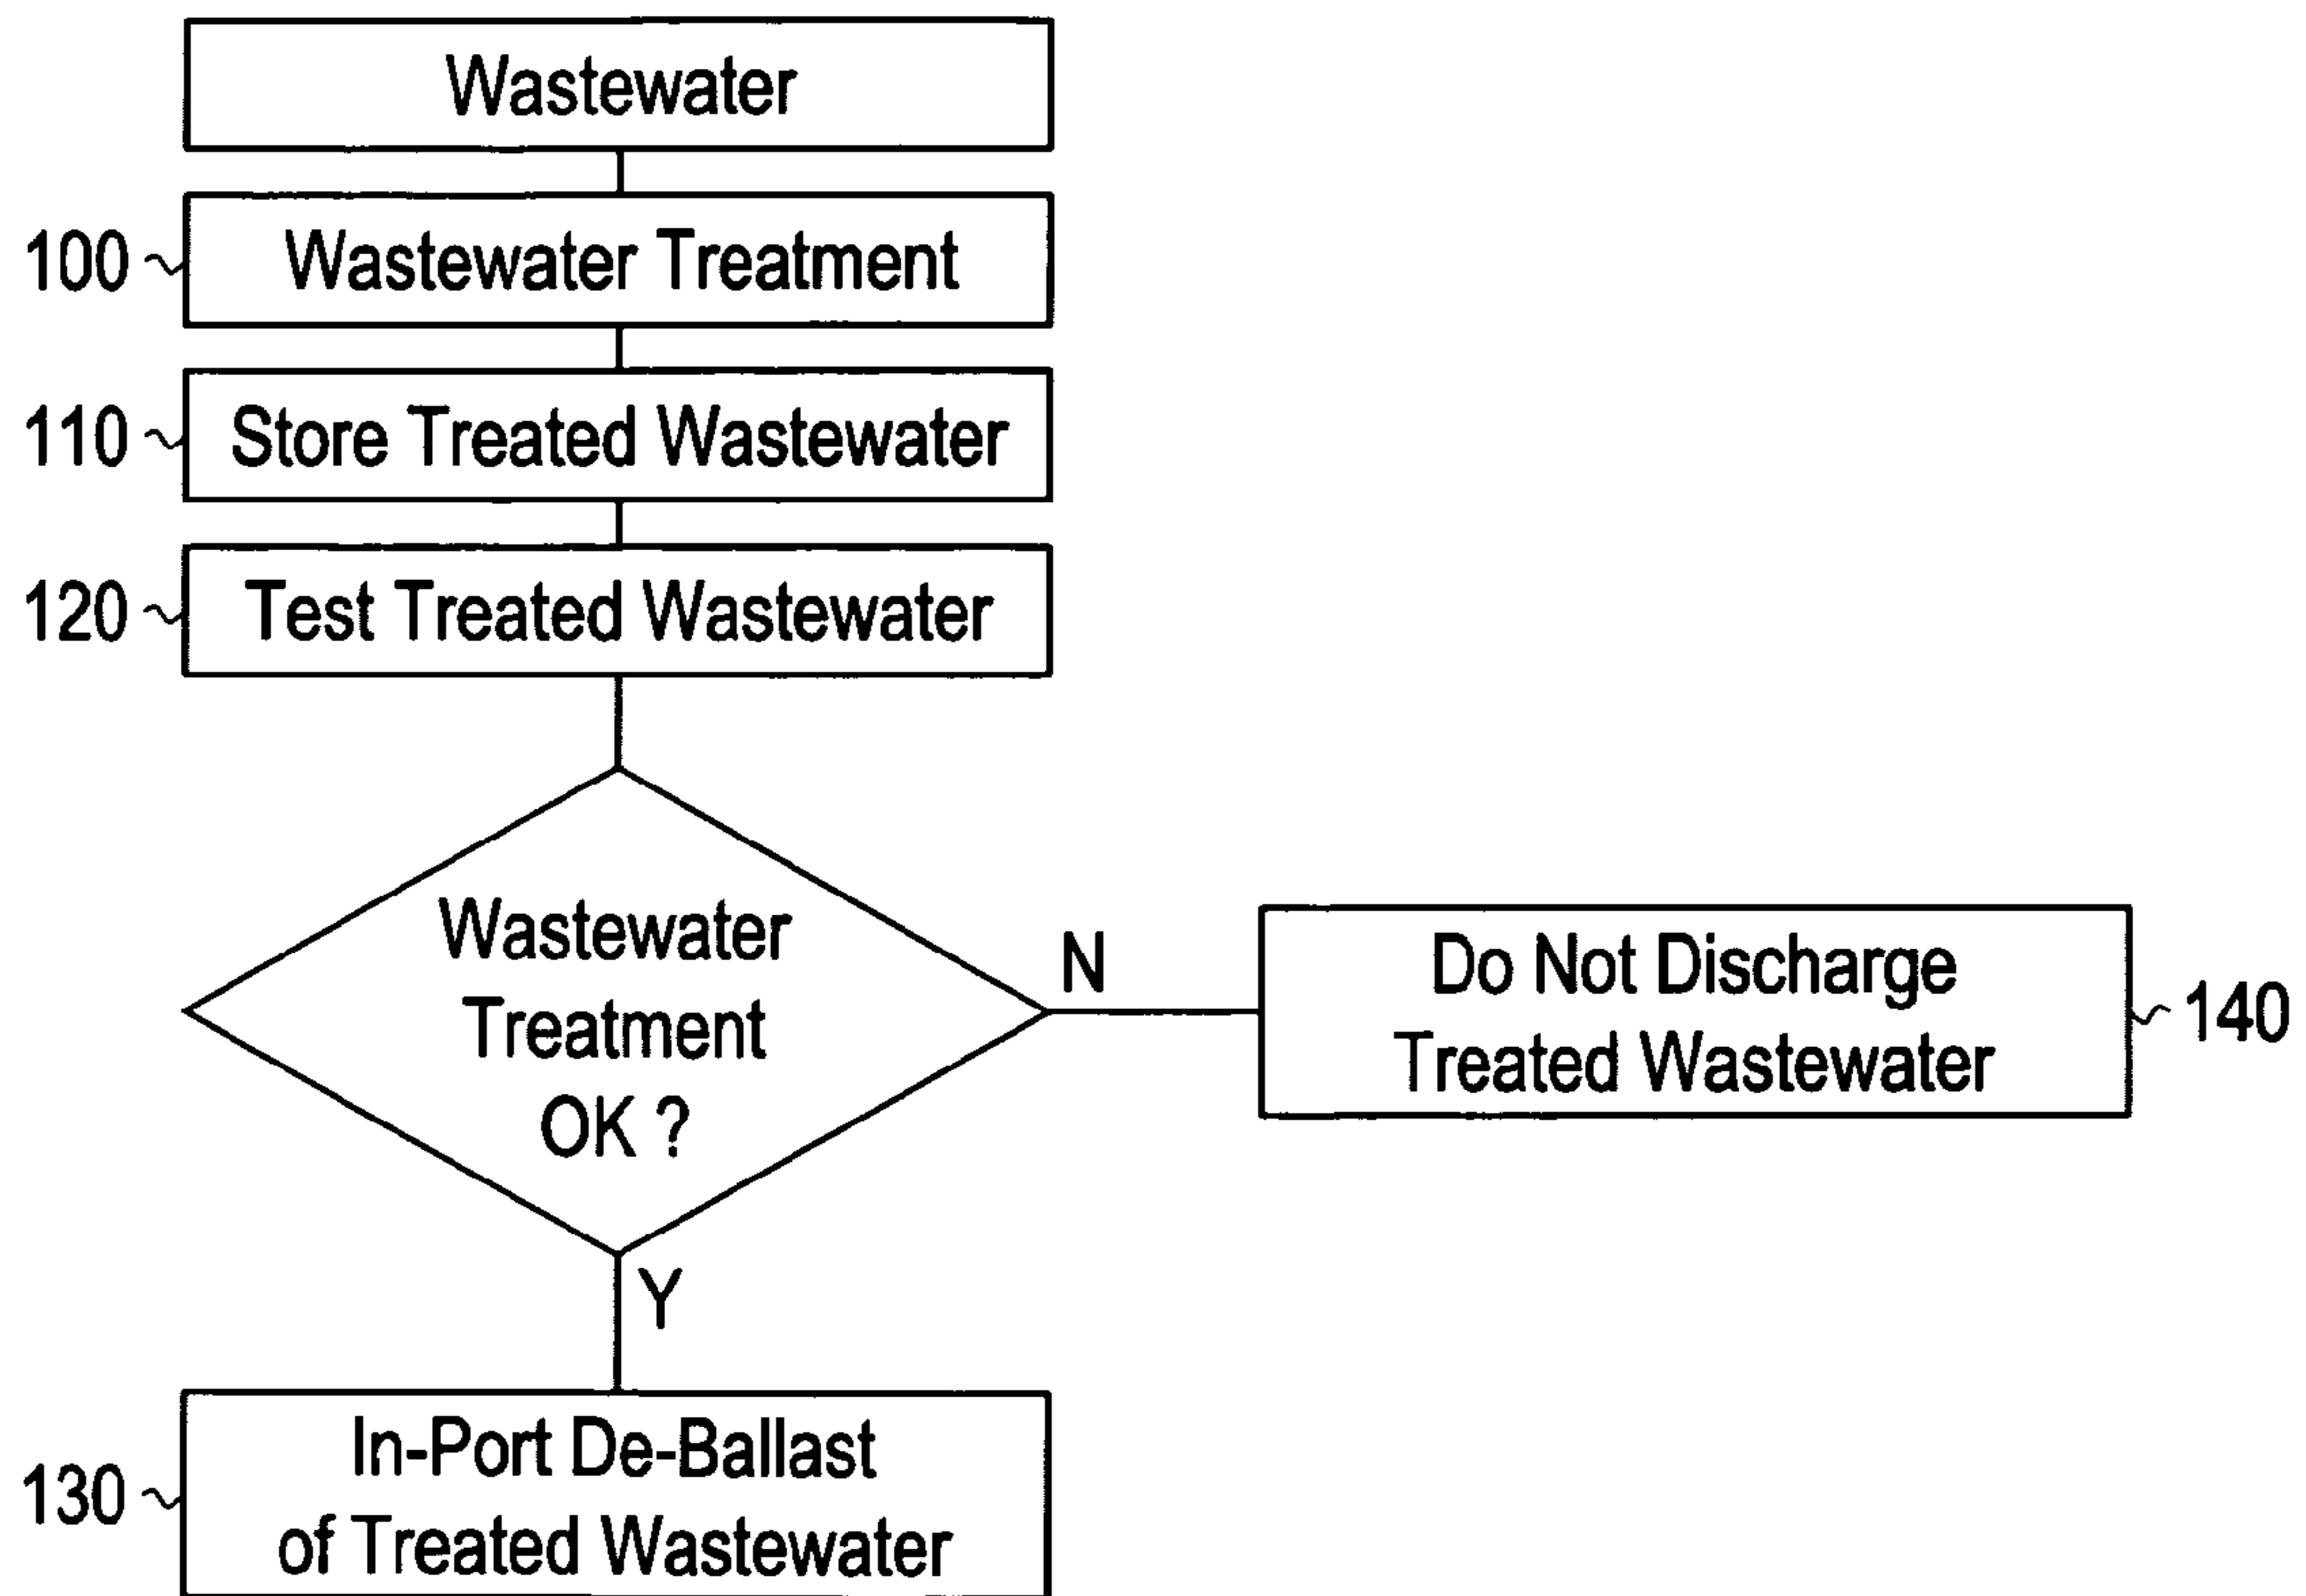 Wastewater
100 Wastewater Treatment
110 Store Treated Wastewater
120 Test Treated Wastewater
Wastewater
Treatment
OK ?
N
Do Not Discharge
Treated Wastewater
140
Y
130
In-Port De-Ballast
of Treated Wastewater